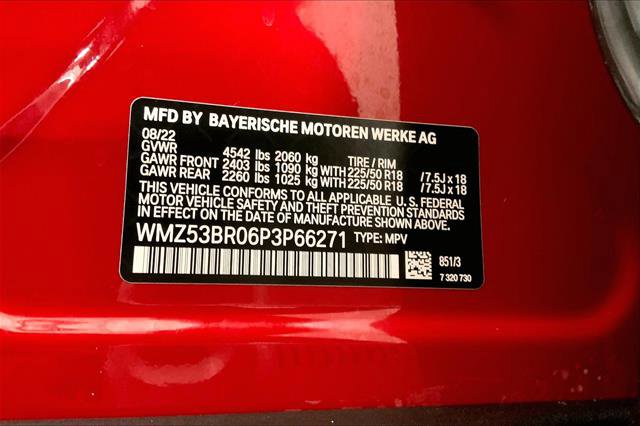 MFD BY BAYERISCHE MOTOREN WERKE AG
08/22
GVWR 4542 lbs 2060 kg TIRE / RIM
GAWR FRONT 2403 lbs 1090 kg WITH 225/50 R18 /7.5J x 18
GAWR REAR 2260 lbs 1025 kg WITH 225/50 R18 /7.5J x 18
THIS VEHICLE CONFORMS TO ALL APPLICABLE U. S. FEDERAL
MOTOR VEHICLE SAFETY AND THEFT PREVENTION STANDARDS
IN EFFECT ON THE DATE OF MANUFACTURE SHOWN ABOVE.
WMZ53BR06P3P66271 TYPE: MPV
851/3
7 320 730